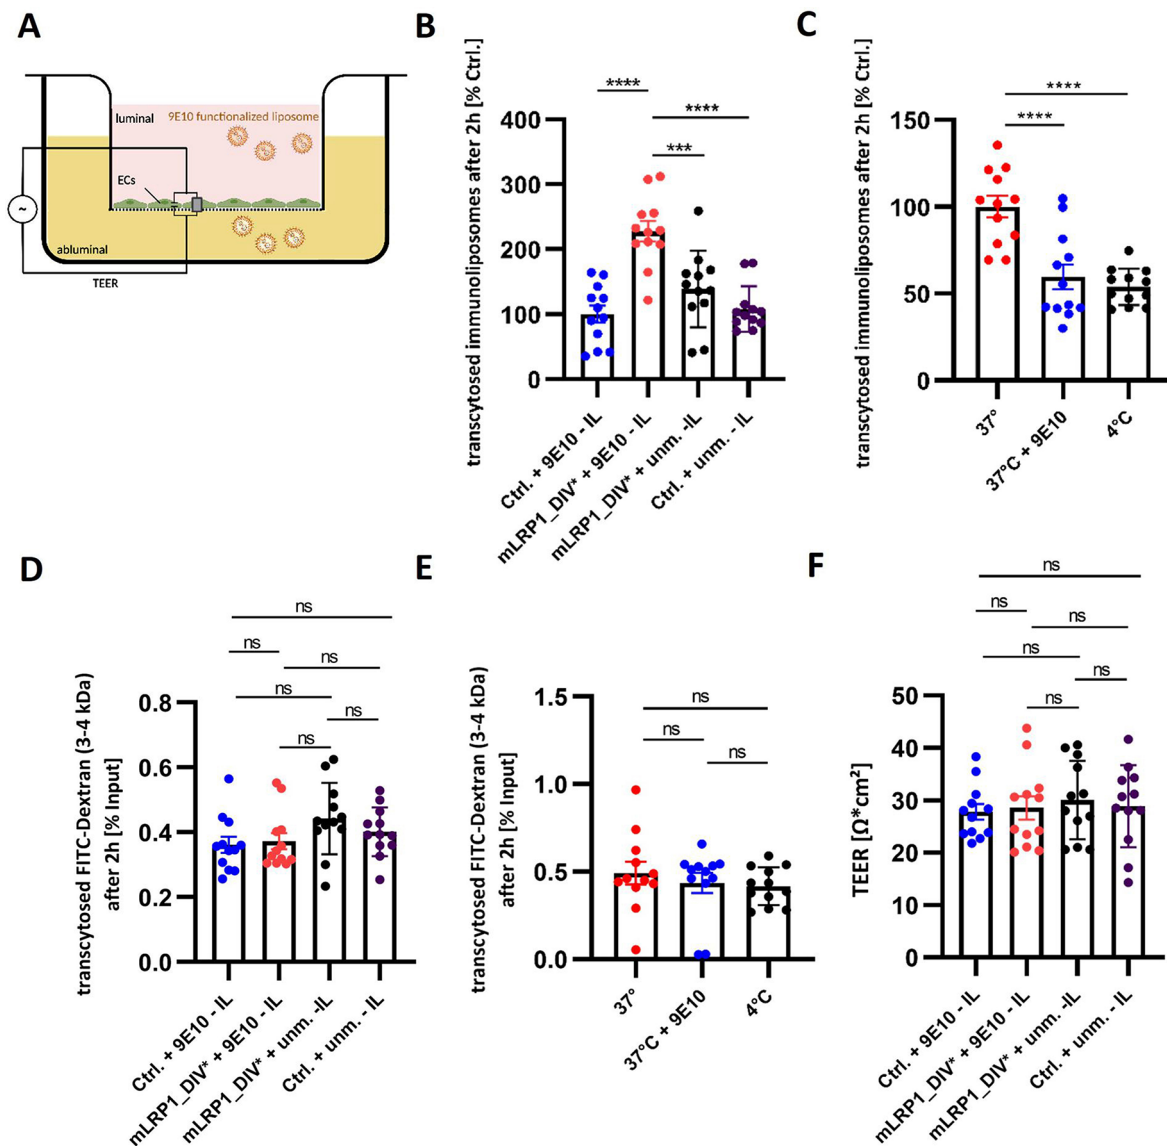 A
luminal
9E10 functionalized liposome
ECs
~
abluminal
TEER
B
transcytosed immunoliposomes after 2h [% Ctrl.]
400
300
200
100
0
****
****
***
Ctrl. + 9E10 - IL
mLRP1_DIV* + 9E10 - IL
mLRP1_DIV* + unm. -IL
Ctrl. + unm. - IL
C
transcytosed immunoliposomes after 2h [% Ctrl.]
150
100
50
0
****
****
37°
37°C + 9E10
4°C
D
transcytosed FITC-Dextran (3-4 kDa)
after 2h [% Input]
0.8
0.6
0.4
0.2
0.0
ns
ns
ns
ns
ns
ns
Ctrl. + 9E10 - IL
mLRP1_DIV* + 9E10 - IL
mLRP1_DIV* + unm. -IL
Ctrl. + unm. - IL
E
transcytosed FITC-Dextran (3-4 kDa)
after 2h [% Input]
1.5
1.0
0.5
0.0
ns
ns
ns
37°
37°C + 9E10
4°C
F
TEER [Ω*cm²]
50
40
30
20
10
0
ns
ns
ns
ns
ns
ns
Ctrl. + 9E10 - IL
mLRP1_DIV* + 9E10 - IL
mLRP1_DIV* + unm. -IL
Ctrl. + unm. - IL